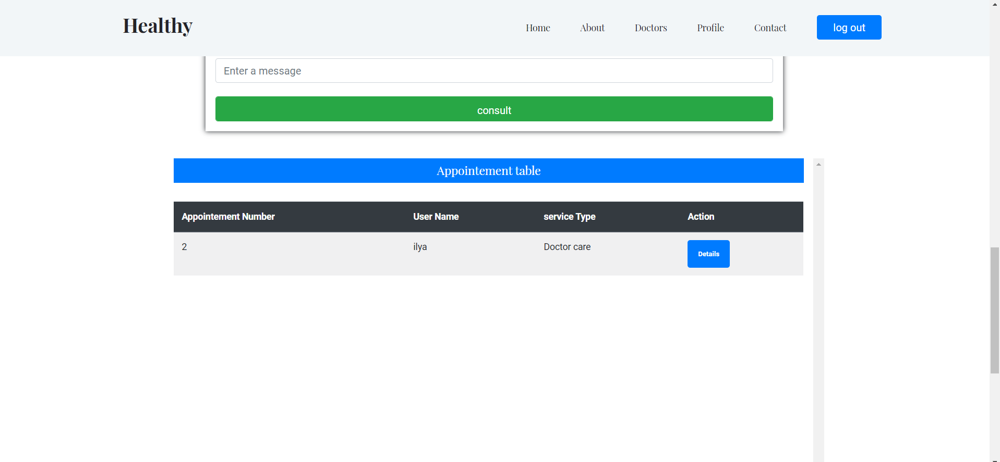 Healthy
Home About Doctors Profile Contact log out
Enter a message
consult
Appointement table
Appointement Number User Name service Type Action
2 ilya Doctor care Details